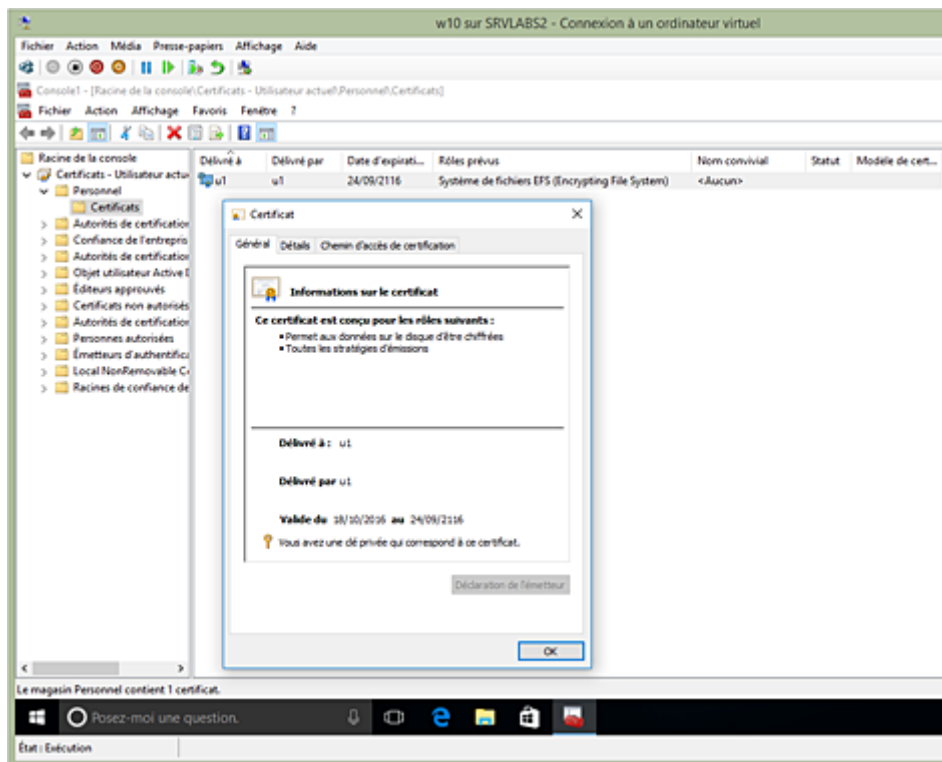 w10 sur SRVLABS2 - Connexion à un ordinateur virtuel
Fichier Action Média Presse-papiers Affichage Aide
Console1 - [Racine de la console\Certificats - Utilisateur actuel\Personnel\Certificats]
Fichier Action Affichage Favoris Fenêtre ?
Racine de la console
Certificats - Utilisateur actue
Personnel
Certificats
Autorités de certification
Confiance de l'entrepris
Autorités de certification
Objet utilisateur Active D
Éditeurs approuvés
Certificats non autorisés
Autorités de certification
Personnes autorisées
Émetteurs d'authentifica
Local NonRemovable Ce
Racines de confiance de
Délivré à Délivré par Date d'expirati... Rôles prévus Nom convivial Statut Modèle de cert...
u1 u1 24/09/2116 Système de fichiers EFS (Encrypting File System) <Aucun>
Certificat
Général Détails Chemin d'accès de certification
Informations sur le certificat
Ce certificat est conçu pour les rôles suivants :
▪ Permet aux données sur le disque d'être chiffrées
▪ Toutes les stratégies d'émissions
Délivré à : u1
Délivré par u1
Valide du 18/10/2016 au 24/09/2116
Vous avez une clé privée qui correspond à ce certificat.
Déclaration de l'émetteur
OK
Le magasin Personnel contient 1 certificat.
Posez-moi une question.
État : Exécution